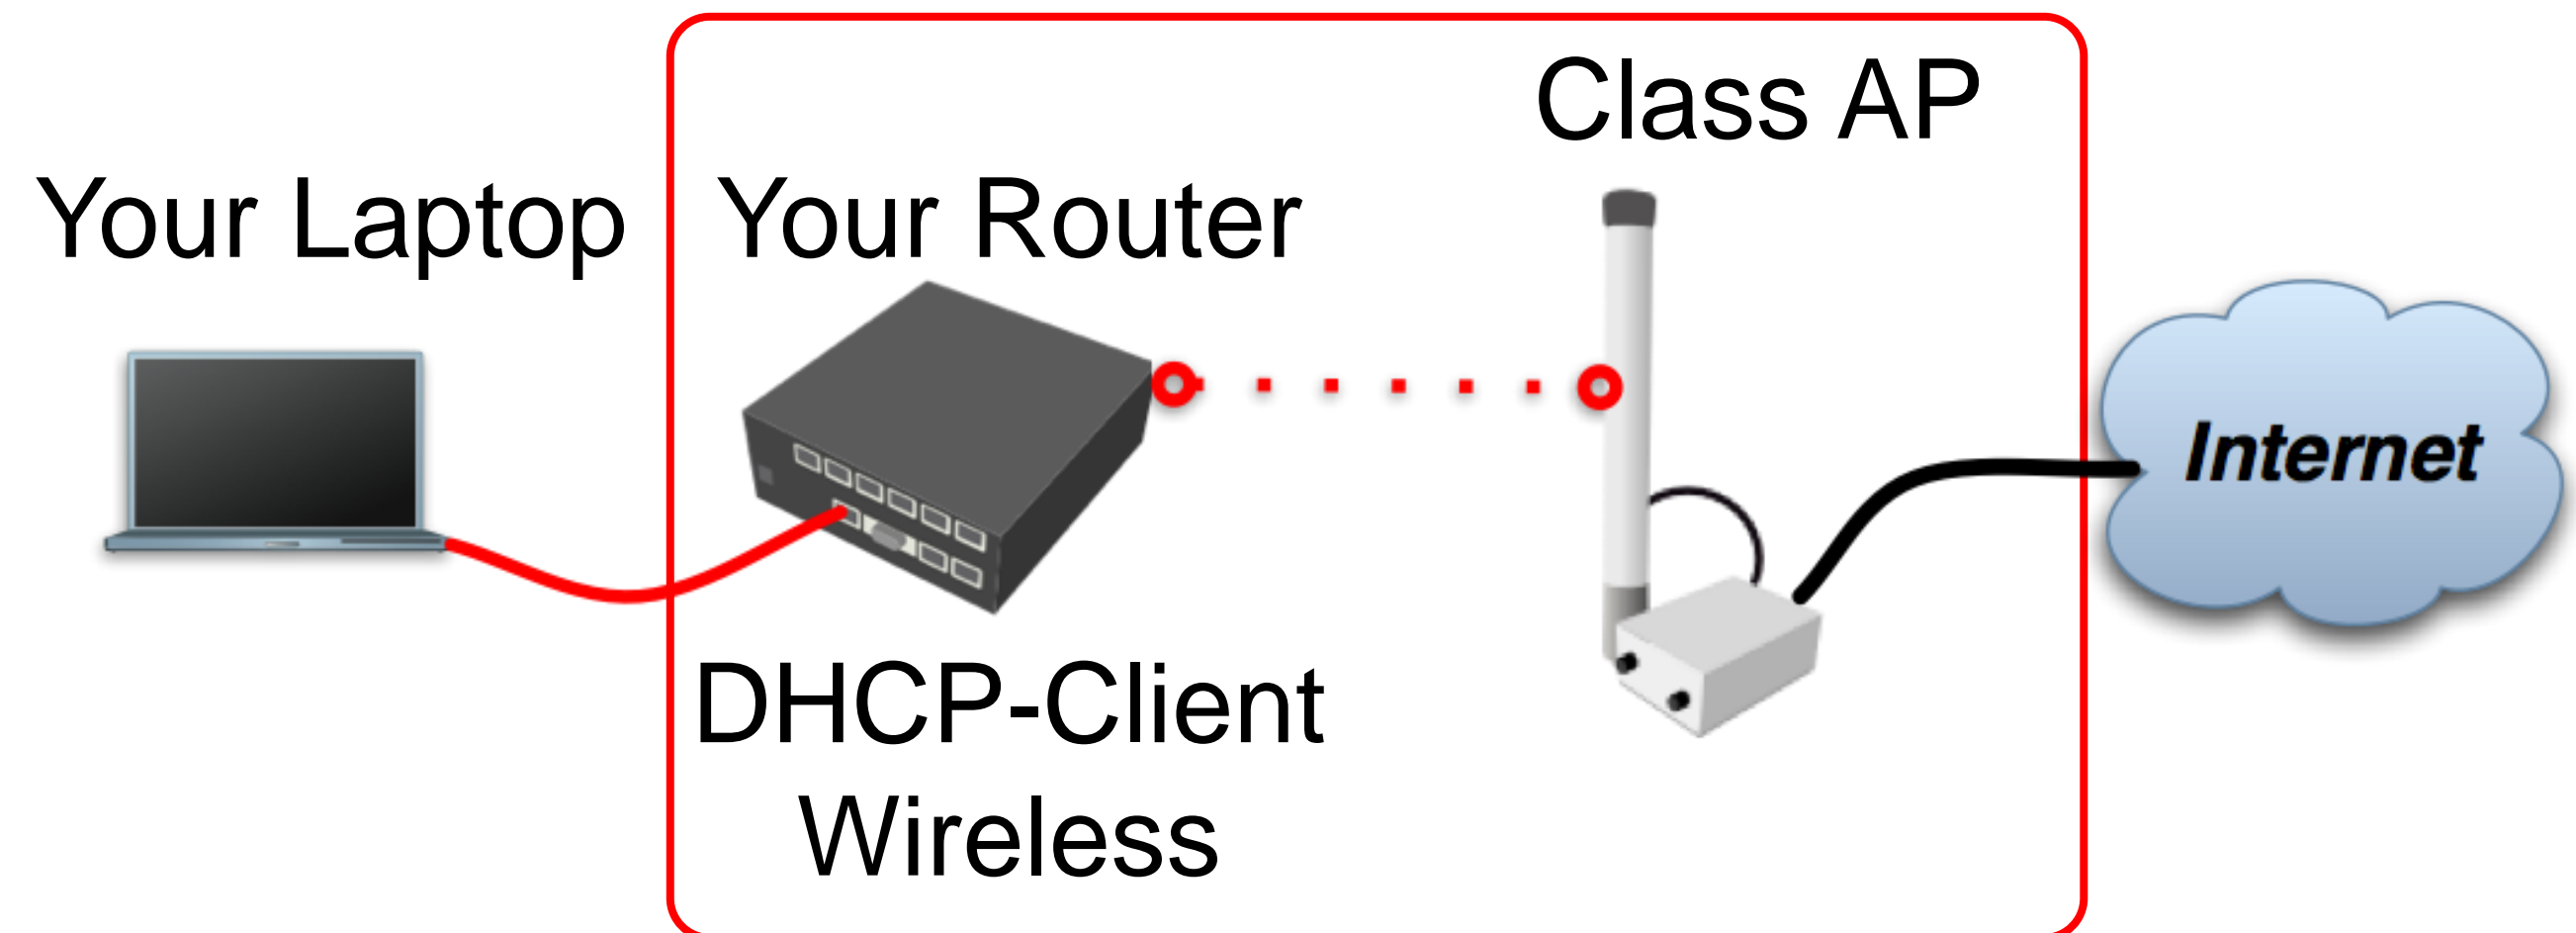 Class AP
Your Laptop
Your Router
Internet
DHCP-Client
Wireless